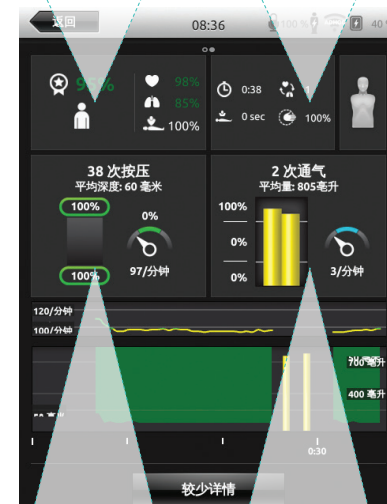 返回 08:36 100 % 40
95% 98% 0:38
85%
100% 0 sec 100%
38 次按压 2 次通气
平均深度: 60 毫米 平均量: 805毫升
100% 100%
0% 0%
100% 97/分钟 0% 3/分钟
120/分钟
100/分钟
700 毫升
400 毫升
0:30
较少详情